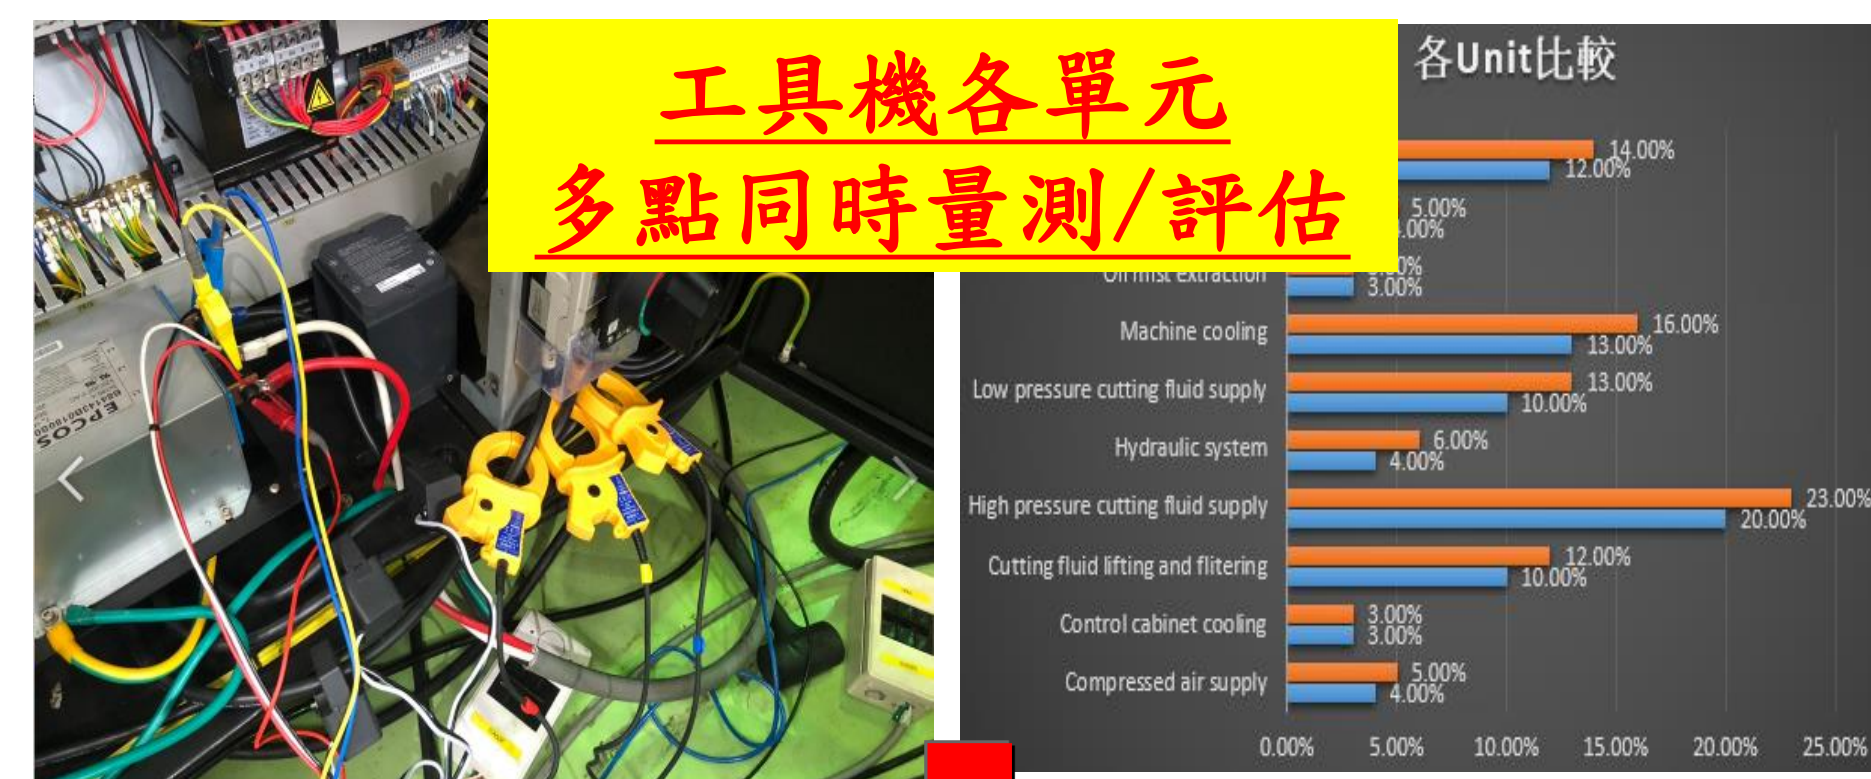 工具機各單元
多點同時量測/評估
各Unit比較
14.00%
12.00%
5.00%
.00%
Oil mist extraction
3.00%
Machine cooling
16.00%
13.00%
Low pressure cutting fluid supply
13.00%
10.00%
Hydraulic system
6.00%
4.00%
High pressure cutting fluid supply
23.00%
20.00%
Cutting fluid lifting and flitering
12.00%
10.00%
Control cabinet cooling
3.00%
3.00%
Compressed air supply
5.00%
4.00%
0.00% 5.00% 10.00% 15.00% 20.00% 25.00%
EPCOS